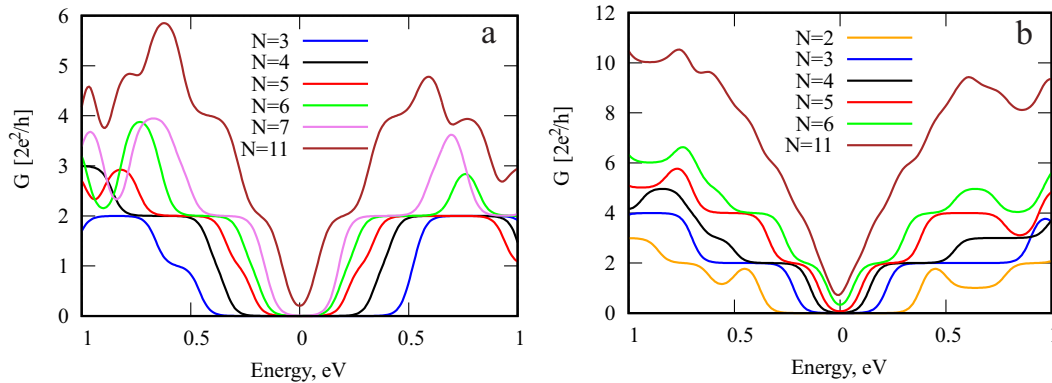 a
N=3
N=4
N=5
N=6
N=7
N=11
G [2e²/h]
6
5
4
3
2
1
0
1 0.5 0 0.5 1
Energy, eV
b
N=2
N=3
N=4
N=5
N=6
N=11
G [2e²/h]
12
10
8
6
4
2
0
1 0.5 0 0.5 1
Energy, eV